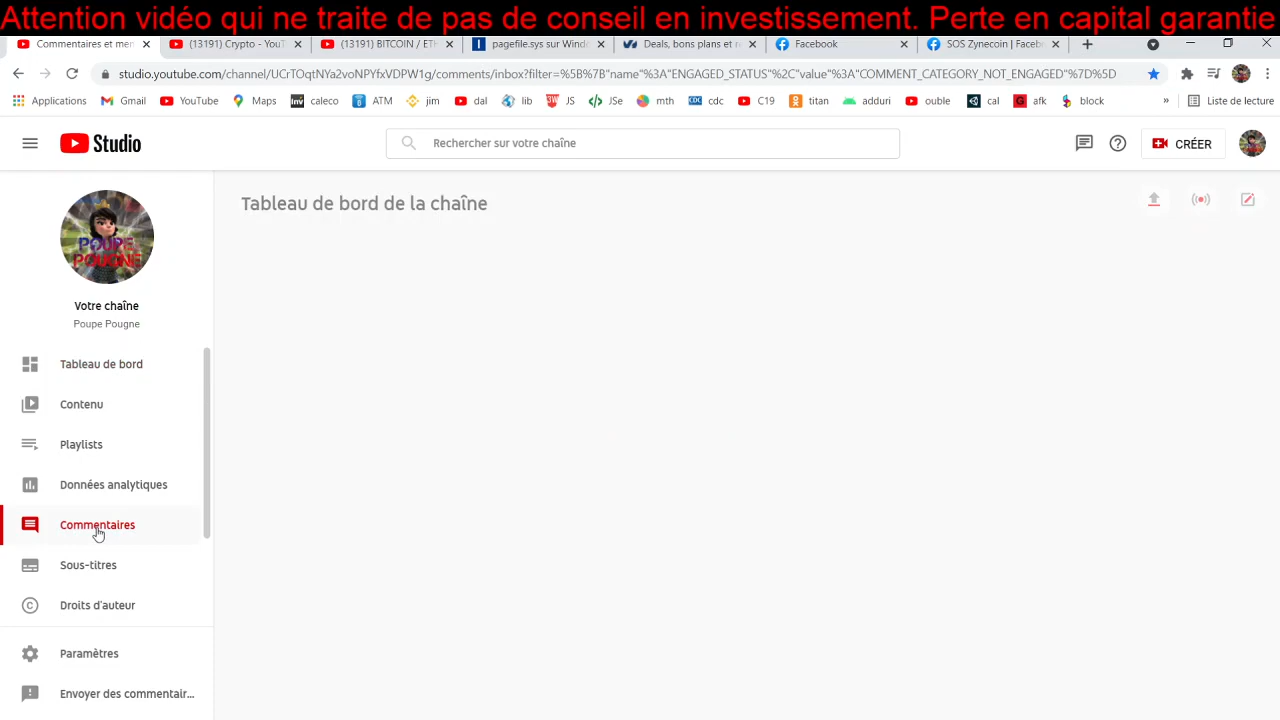 Attention vidéo qui ne traite de pas de conseil en investissement. Perte en capital garantie
Commentaires et mer
(13191) Crypto - YouT
(13191) BITCOIN / ETH
pagefile.sys sur Wind
Deals, bons plans et r
Facebook
SOS Zynecoin | Faceb
studio.youtube.com/channel/UCrTOqtNYa2voNPYfxVDPW1g/comments/inbox?filter=%5B%7B"name"%3A"ENGAGED_STATUS"%2C"value"%3A"COMMENT_CATEGORY_NOT_ENGAGED"%7D%5D
Applications
Gmail
YouTube
Maps
caleco
ATM
jim
dal
lib
JS
JSe
mth
cdc
C19
titan
adduri
ouble
cal
afk
block
»
Liste de lecture
Studio
Rechercher sur votre chaîne
CRÉER
Tableau de bord de la chaîne
POUPE
POUGNE
Votre chaîne
Poupe Pougne
Tableau de bord
Contenu
Playlists
Données analytiques
Commentaires
Sous-titres
Droits d'auteur
Paramètres
Envoyer des commentair...